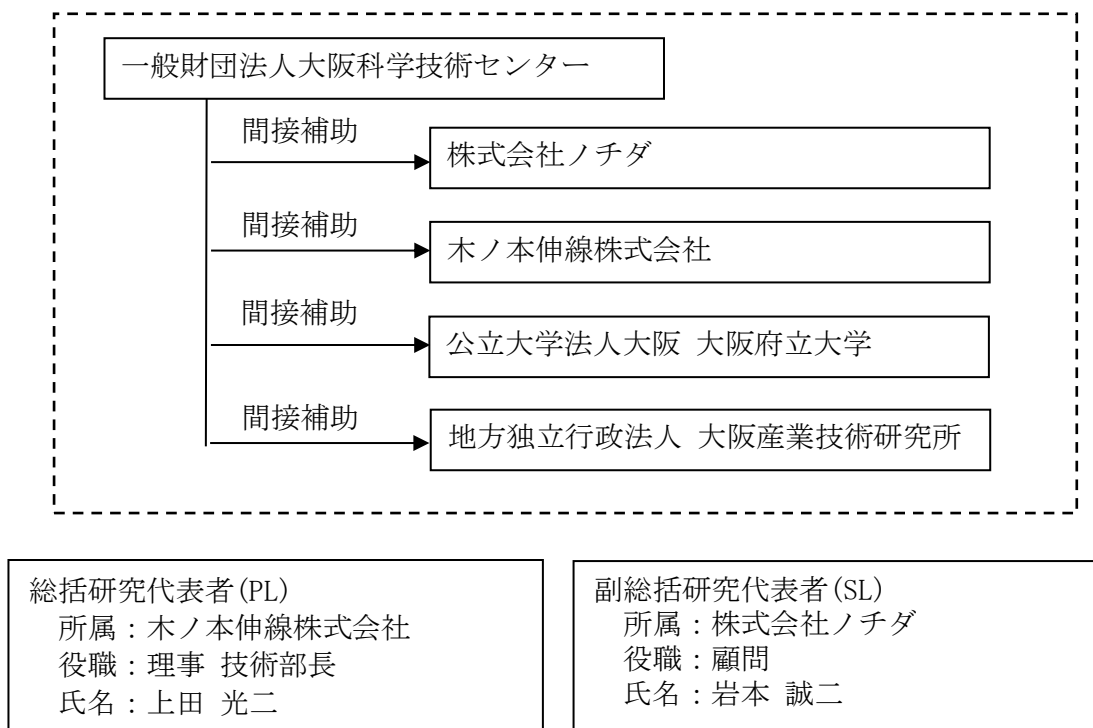 一般財団法人大阪科学技術センター
間接補助
株式会社ノチダ
間接補助
木ノ本伸線株式会社
間接補助
公立大学法人大阪 大阪府立大学
間接補助
地方独立行政法人 大阪産業技術研究所
総括研究代表者(PL)
所属：木ノ本伸線株式会社
役職：理事 技術部長
氏名：上田 光二
副総括研究代表者(SL)
所属：株式会社ノチダ
役職：顧問
氏名：岩本 誠二